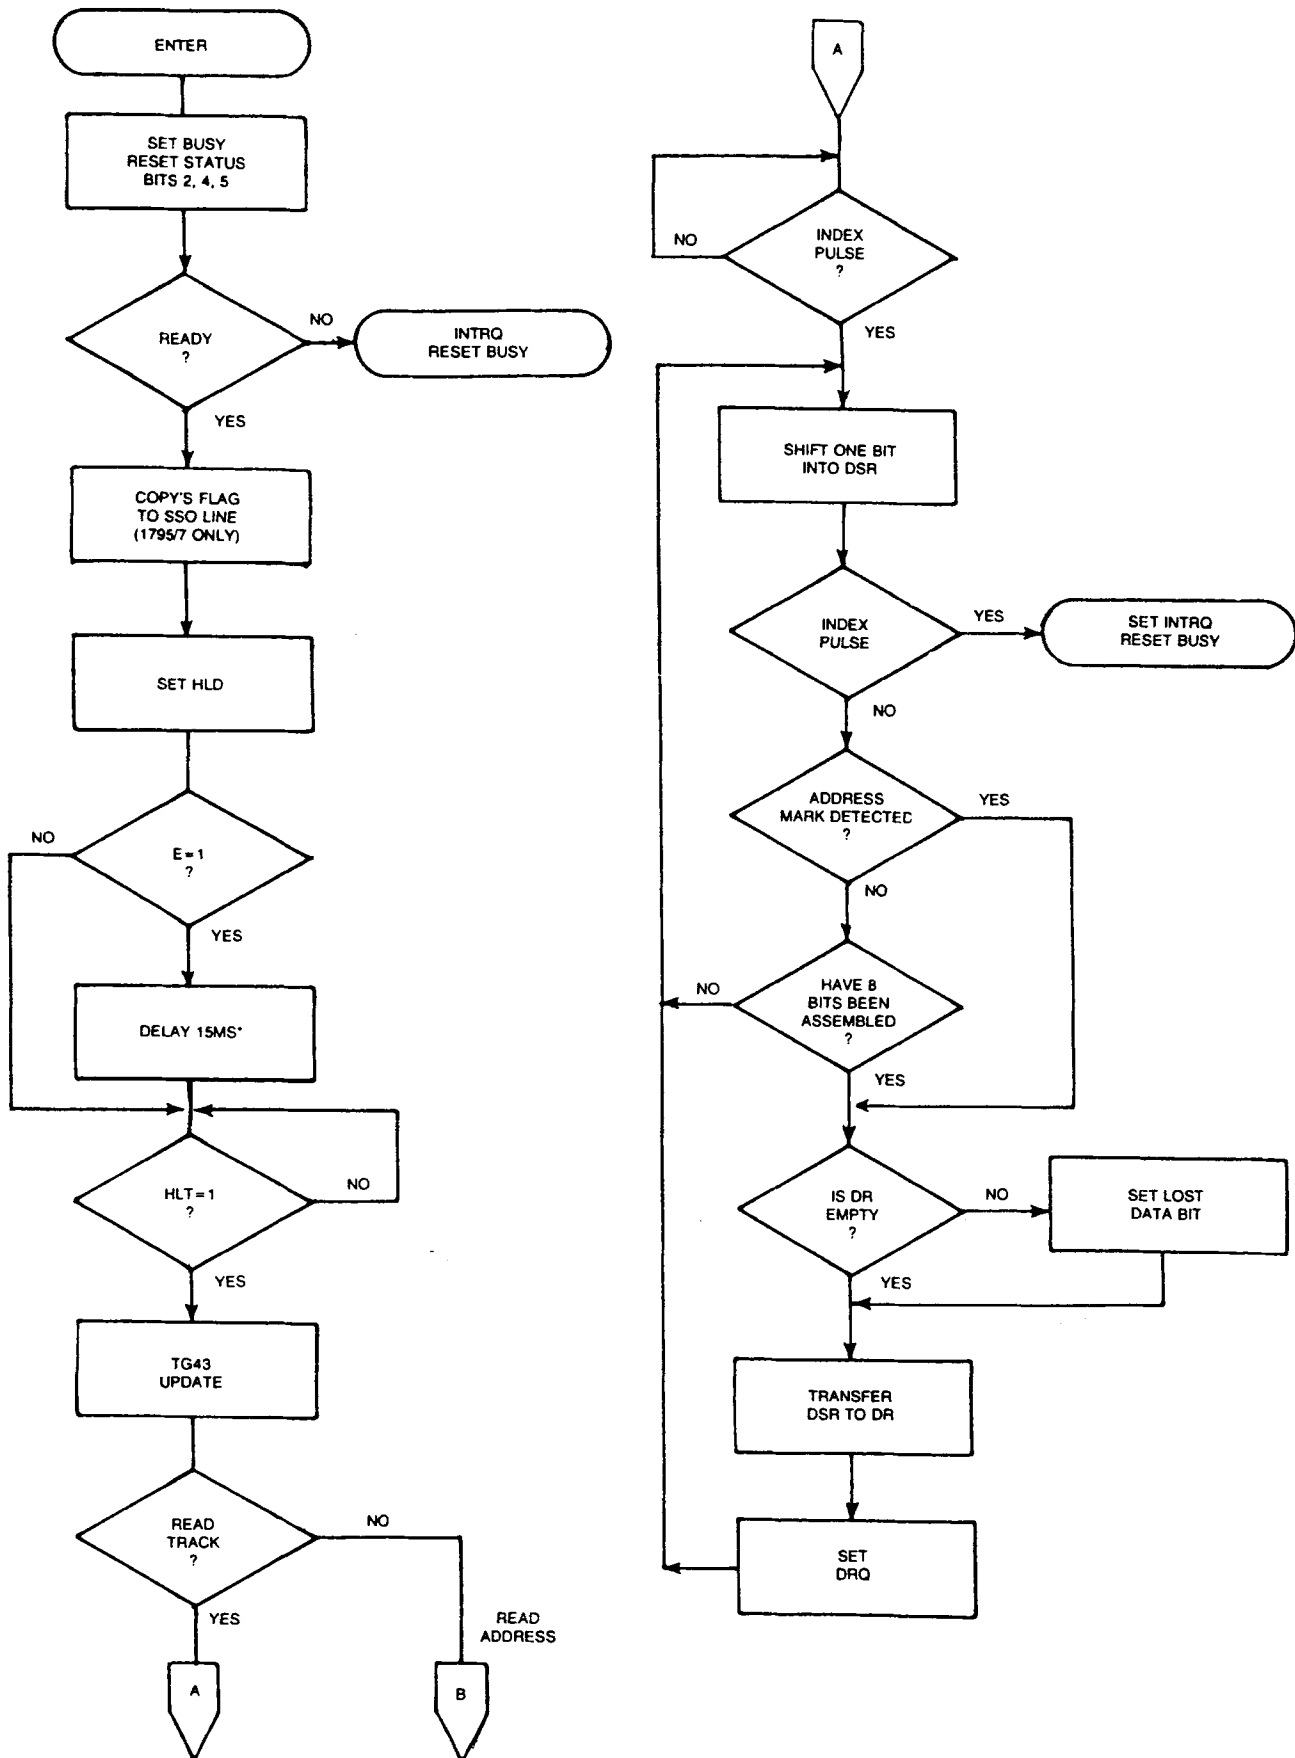 ENTER
SET BUSY
RESET STATUS
BITS 2, 4, 5
READY
?
NO
INTRQ
RESET BUSY
YES
COPY'S FLAG
TO SSO LINE
(1795/7 ONLY)
SET HLD
NO
E=1
?
YES
DELAY 15MS*
HLT=1
?
NO
YES
TG43
UPDATE
READ
TRACK
?
NO
YES
READ
ADDRESS
A
B
A
NO
INDEX
PULSE
?
YES
SHIFT ONE BIT
INTO DSR
INDEX
PULSE
YES
SET INTRQ
RESET BUSY
NO
ADDRESS
MARK DETECTED
?
YES
NO
NO
HAVE 8
BITS BEEN
ASSEMBLED
?
YES
IS DR
EMPTY
?
NO
SET LOST
DATA BIT
YES
TRANSFER
DSR TO DR
SET
DRQ